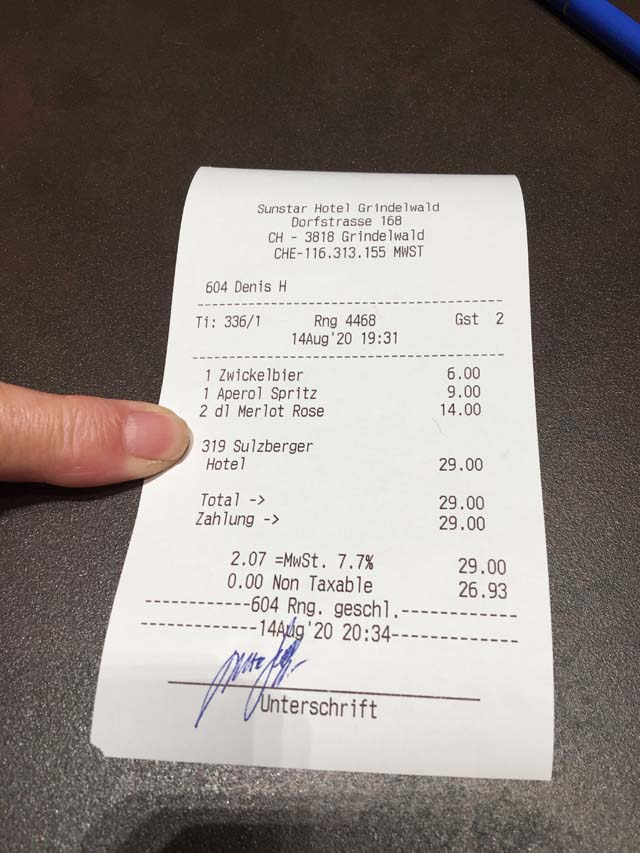 Sunstar Hotel Grindelwald
Dorfstrasse 168
CH - 3818 Grindelwald
CHE-116.313.155 MWST
604 Denis H
Ti: 336/1 Rng 4468 Gst 2
14Aug'20 19:31
1 Zwickelbier 6.00
1 Aperol Spritz 9.00
2 dl Merlot Rose 14.00
319 Sulzberger
Hotel 29.00
Total -> 29.00
Zahlung -> 29.00
2.07 =MwSt. 7.7% 29.00
0.00 Non Taxable 26.93
-----------604 Rng. geschl.------------
------------14Aug'20 20:34-------------
Unterschrift